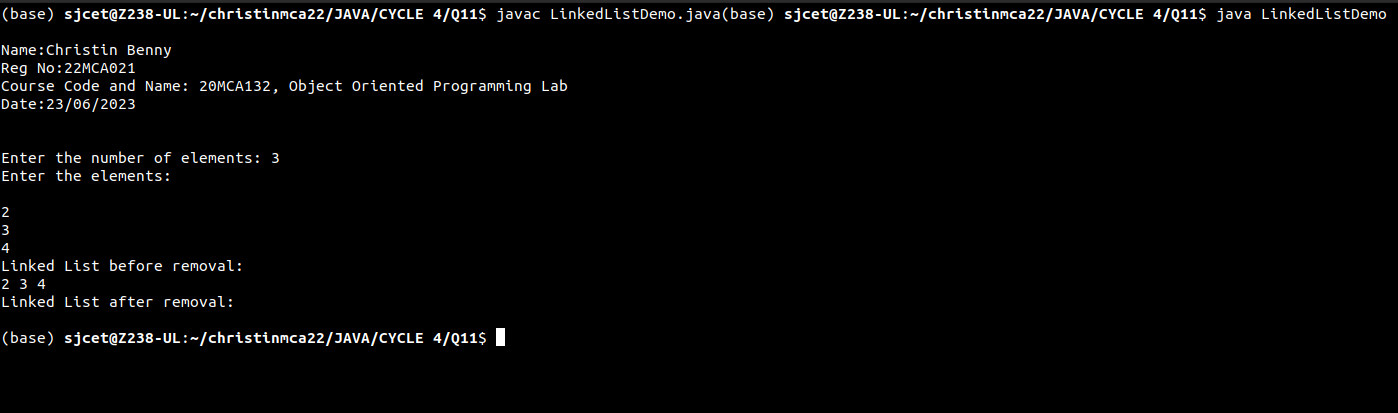 (base) sjcet@Z238-UL:~/christinmca22/JAVA/CYCLE 4/Q11$ javac LinkedListDemo.java(base) sjcet@Z238-UL:~/christinmca22/JAVA/CYCLE 4/Q11$ java LinkedListDemo
Name:Christin Benny
Reg No:22MCA021
Course Code and Name: 20MCA132, Object Oriented Programming Lab
Date:23/06/2023
Enter the number of elements: 3
Enter the elements:
2
3
4
Linked List before removal:
2 3 4
Linked List after removal:
(base) sjcet@Z238-UL:~/christinmca22/JAVA/CYCLE 4/Q11$